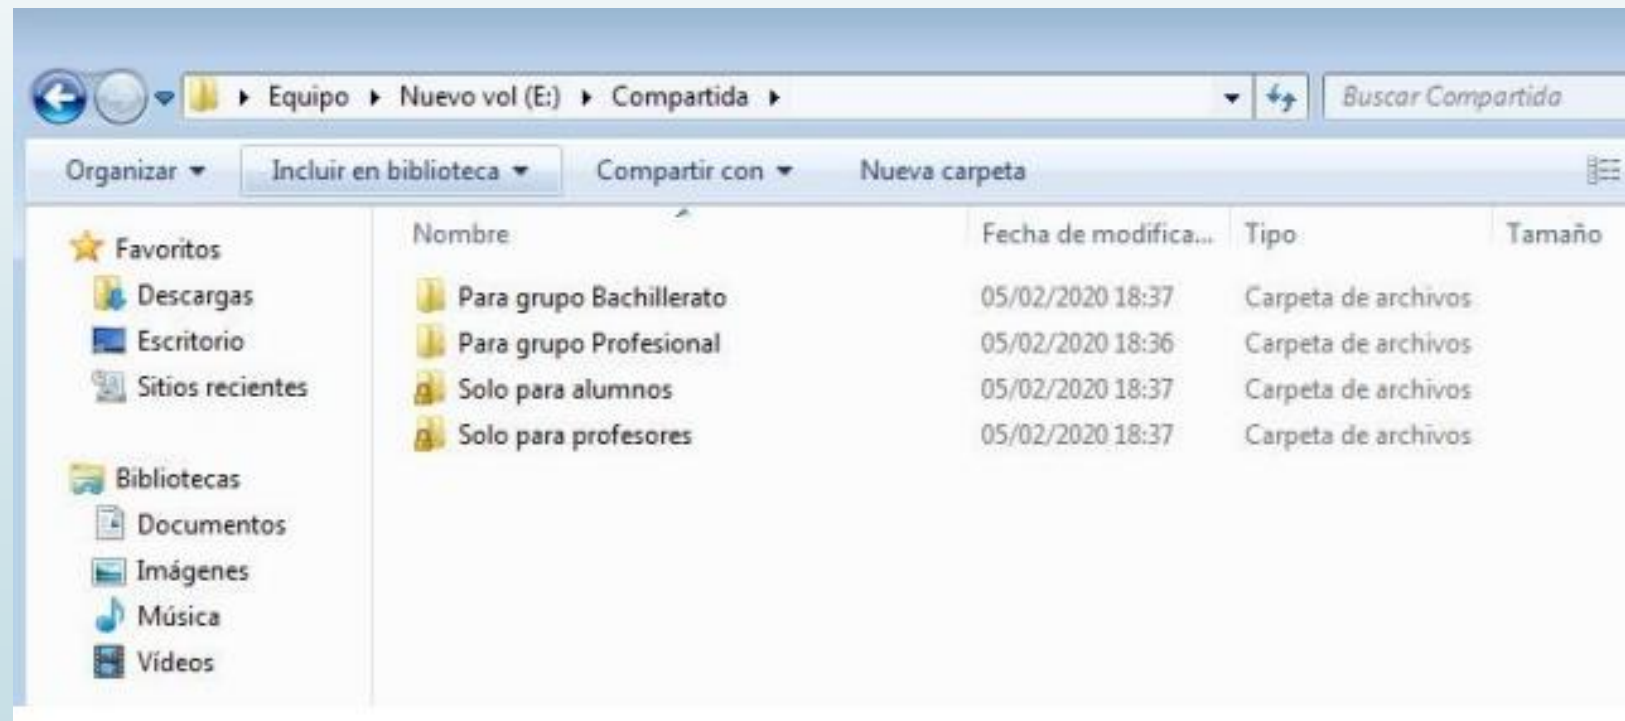 Equipo Nuevo vol (E:) Compartida Buscar Compartida
Organizar Incluir en biblioteca Compartir con Nueva carpeta
Nombre Fecha de modifica... Tipo Tamaño
Favoritos
Descargas
Escritorio
Sitios recientes
Bibliotecas
Documentos
Imágenes
Música
Vídeos
Para grupo Bachillerato 05/02/2020 18:37 Carpeta de archivos
Para grupo Profesional 05/02/2020 18:36 Carpeta de archivos
Solo para alumnos 05/02/2020 18:37 Carpeta de archivos
Solo para profesores 05/02/2020 18:37 Carpeta de archivos